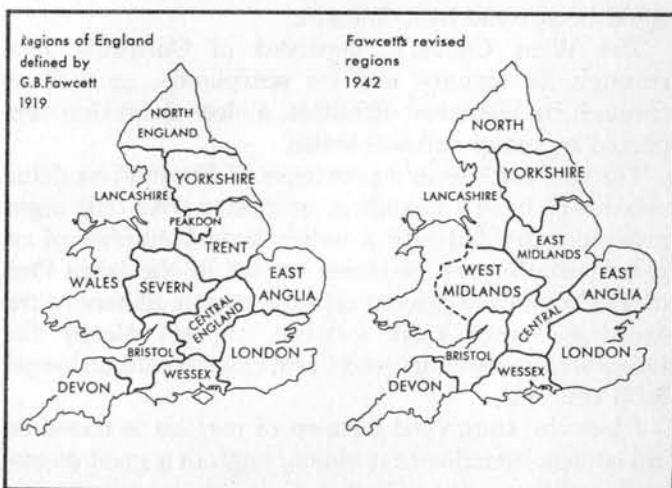 Regions of England
defined by
G.B.Fawcett
1919
NORTH
ENGLAND
YORKSHIRE
LANCASHIRE
PEAKDON
TRENT
WALES
SEVERN
EAST
ANGLIA
CENTRAL
ENGLAND
BRISTOL
LONDON
WESSEX
DEVON
Fawcett revised
regions
1942
NORTH
YORKSHIRE
LANCASHIRE
EAST
MIDLANDS
WEST
MIDLANDS
EAST
ANGLIA
CENTRAL
BRISTOL
LONDON
WESSEX
DEVON